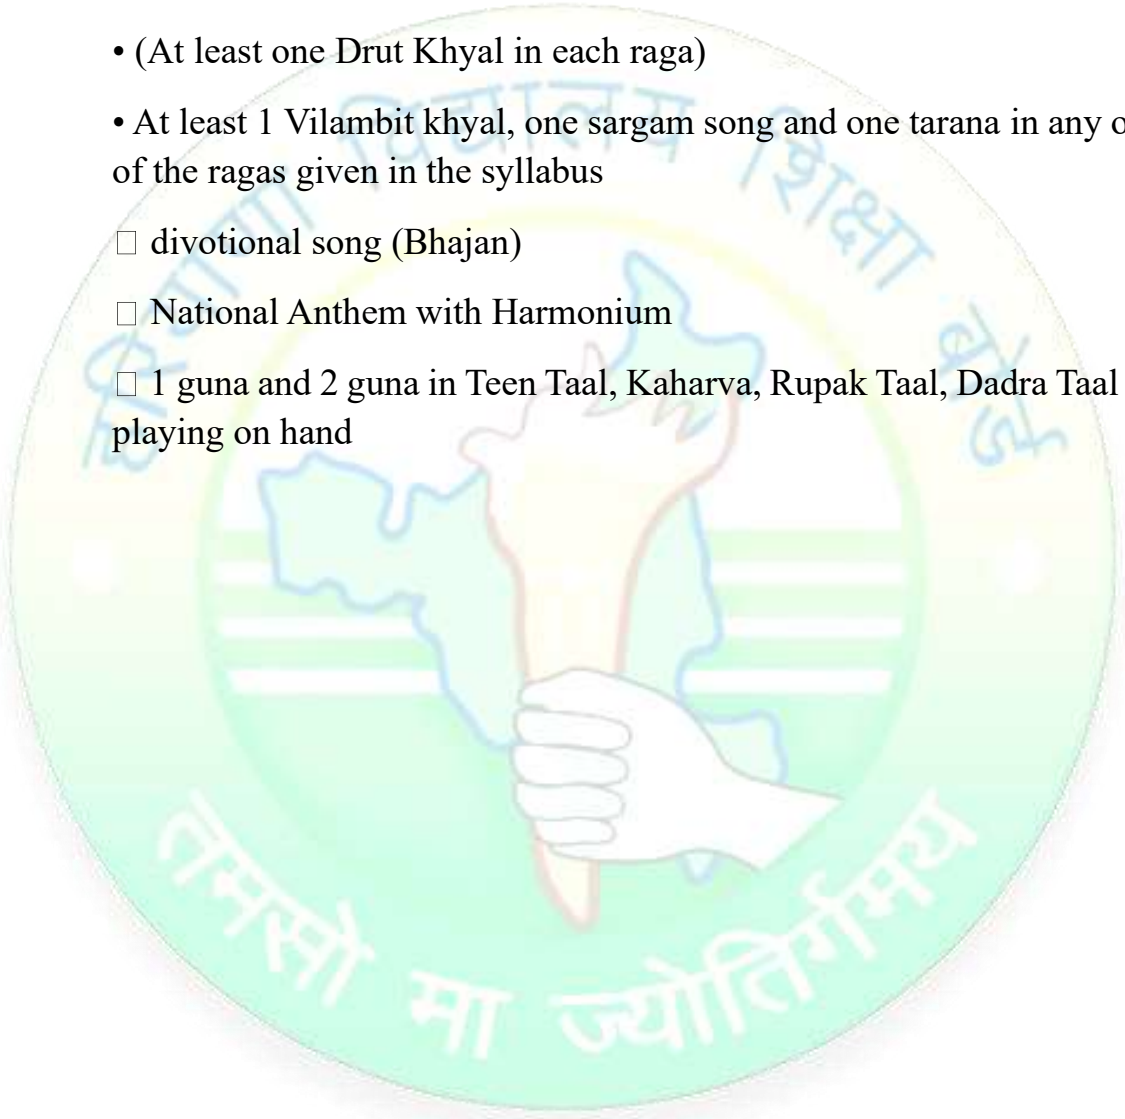 • (At least one Drut Khyal in each raga)
• At least 1 Vilambit khyal, one sargam song and one tarana in any
of the ragas given in the syllabus
□ divotional song (Bhajan)
□ National Anthem with Harmonium
□ 1 guna and 2 guna in Teen Taal, Kaharva, Rupak Taal, Dadra Taal
playing on hand
हरियाणा विद्यालय शिक्षा बोर्ड
तमसो मा ज्योतिर्गमय